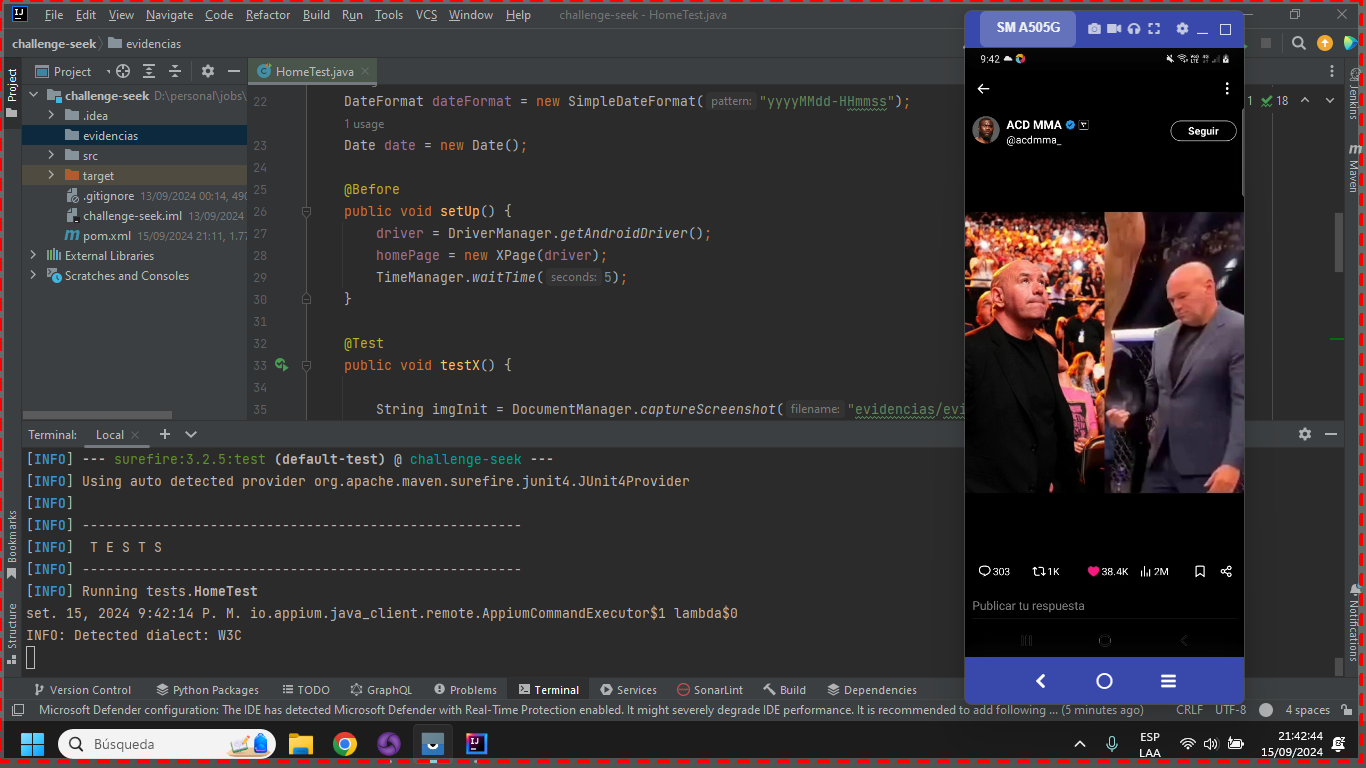 File Edit View Navigate Code Refactor Build Run Tools VCS Window Help challenge-seek - HomeTest.java
challenge-seek evidencias
Project
HomeTest.java
challenge-seek D:\personal\jobs\
.idea
evidencias
src
target
.gitignore 13/09/2024 00:14, 490
challenge-seek.iml 13/09/2024
pom.xml 15/09/2024 21:11, 1.77
External Libraries
Scratches and Consoles
Project
Bookmarks
Structure
22 DateFormat dateFormat = new SimpleDateFormat( pattern: "yyyyMMdd-HHmmss");
1 usage
23 Date date = new Date();
24
25 @Before
26 public void setUp() {
27 driver = DriverManager.getAndroidDriver();
28 homePage = new XPage(driver);
29 TimeManager.waitTime( seconds: 5);
30 }
31
32 @Test
33 public void testX() {
34
35 String imgInit = DocumentManager.captureScreenshot( filename: "evidencias/evi
1 18
Jenkins
Maven
Notifications
SM A505G
9:42
ACD MMA
@acdmma_
Seguir
303 1K 38.4K 2M
Publicar tu respuesta
Terminal: Local
[INFO] --- surefire:3.2.5:test (default-test) @ challenge-seek ---
[INFO] Using auto detected provider org.apache.maven.surefire.junit4.JUnit4Provider
[INFO]
[INFO] -------------------------------------------------------
[INFO]  T E S T S
[INFO] -------------------------------------------------------
[INFO] Running tests.HomeTest
set. 15, 2024 9:42:14 P. M. io.appium.java_client.remote.AppiumCommandExecutor$1 lambda$0
INFO: Detected dialect: W3C
Version Control Python Packages TODO GraphQL Problems Terminal Services SonarLint Build Dependencies
Microsoft Defender configuration: The IDE has detected Microsoft Defender with Real-Time Protection enabled. It might severely degrade IDE performance. It is recommended to add following ... (5 minutes ago) CRLF UTF-8 4 spaces
Búsqueda
ESP
LAA
21:42:44
15/09/2024